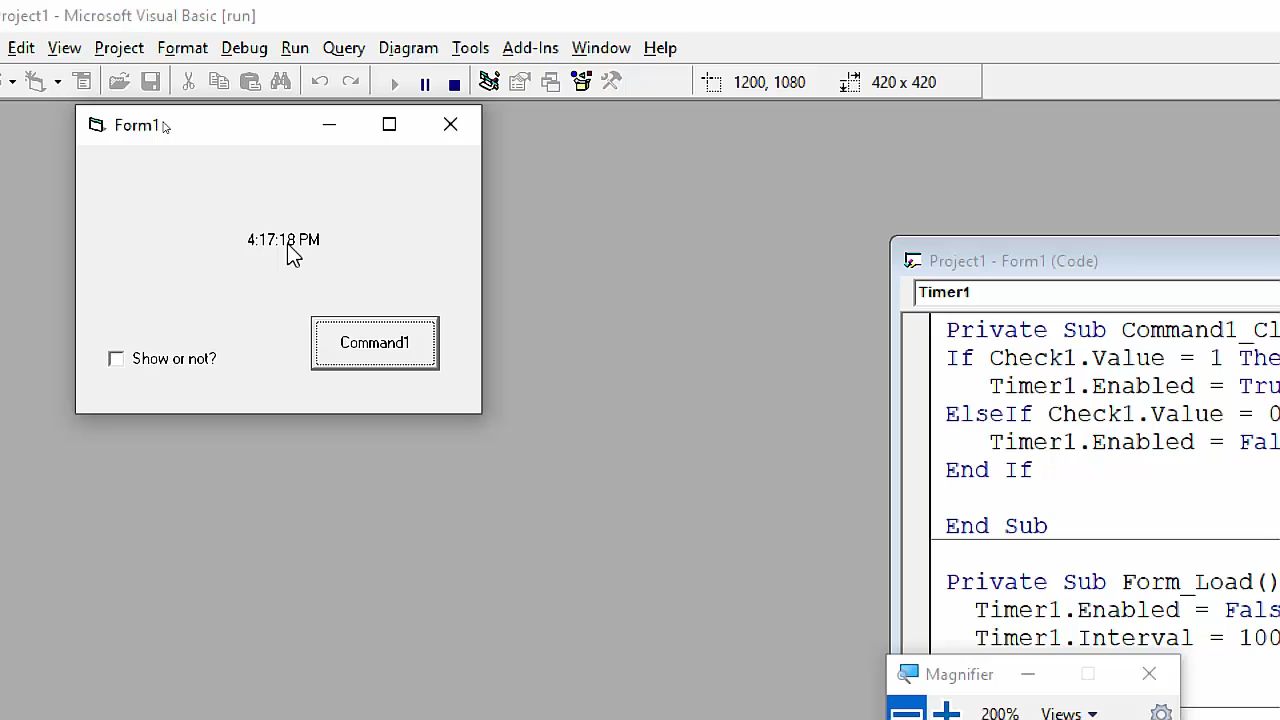 roject1 - Microsoft Visual Basic [run]
Edit View Project Format Debug Run Query Diagram Tools Add-Ins Window Help
1200, 1080 420 x 420
Form1
4:17:18 PM
Show or not?
Command1
Project1 - Form1 (Code)
Timer1
Private Sub Command1_Cl
If Check1.Value = 1 The
Timer1.Enabled = Tru
ElseIf Check1.Value = 0
Timer1.Enabled = Fal
End If
End Sub
Private Sub Form_Load()
Timer1.Enabled = Fals
Timer1.Interval = 100
Magnifier
200% Views